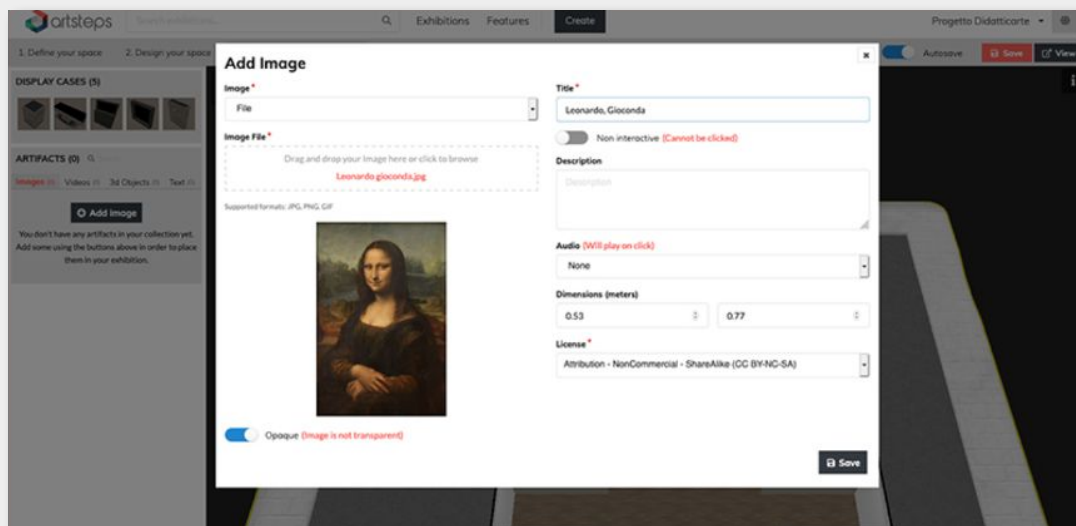 artsteps
Search exhibitions...
Exhibitions Features
Create
Progetto Didatticarte
1. Define your space 2. Design your space
Autosave
Save
View
DISPLAY CASES (5)
ARTIFACTS (0)
Images Videos 3d Objects Text
Add Image
You don't have any artifacts in your collection yet.
Add some using the buttons above in order to place
them in your exhibition.
Add Image
Image*
File
Image File*
Drag and drop your image here or click to browse
Leonardo gioconda.jpg
Supported formats: JPG, PNG, GIF
Opaque (Image is not transparent)
Title*
Leonardo, Gioconda
Non interactive (Cannot be clicked)
Description
Description
Audio (Will play on click)
None
Dimensions (meters)
0.53 0.77
License*
Attribution - NonCommercial - ShareAlike (CC BY-NC-SA)
Save